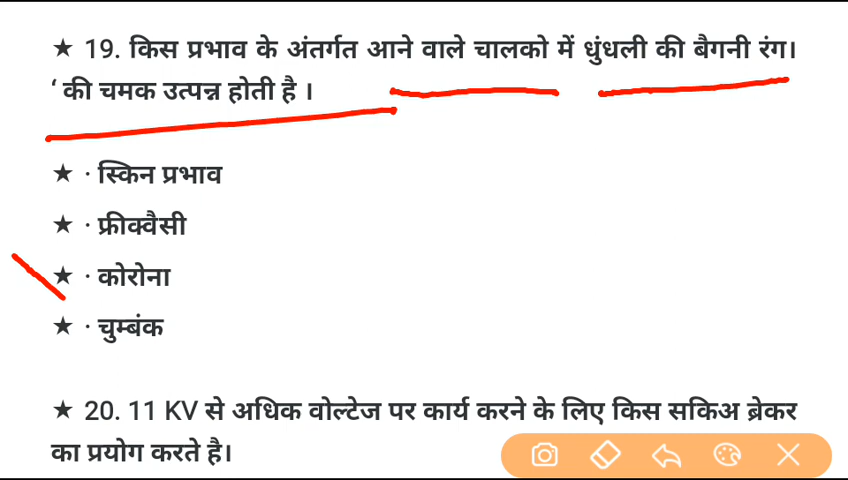 ★ 19. किस प्रभाव के अंतर्गत आने वाले चालको में धुंधली की बैगनी रंग।
‘ की चमक उत्पन्न होती है ।
★ · स्किन प्रभाव
★ · फ्रीक्वैसी
★ · कोरोना
★ · चुम्बंक
★ 20. 11 KV से अधिक वोल्टेज पर कार्य करने के लिए किस सकिअ ब्रेकर
का प्रयोग करते है।